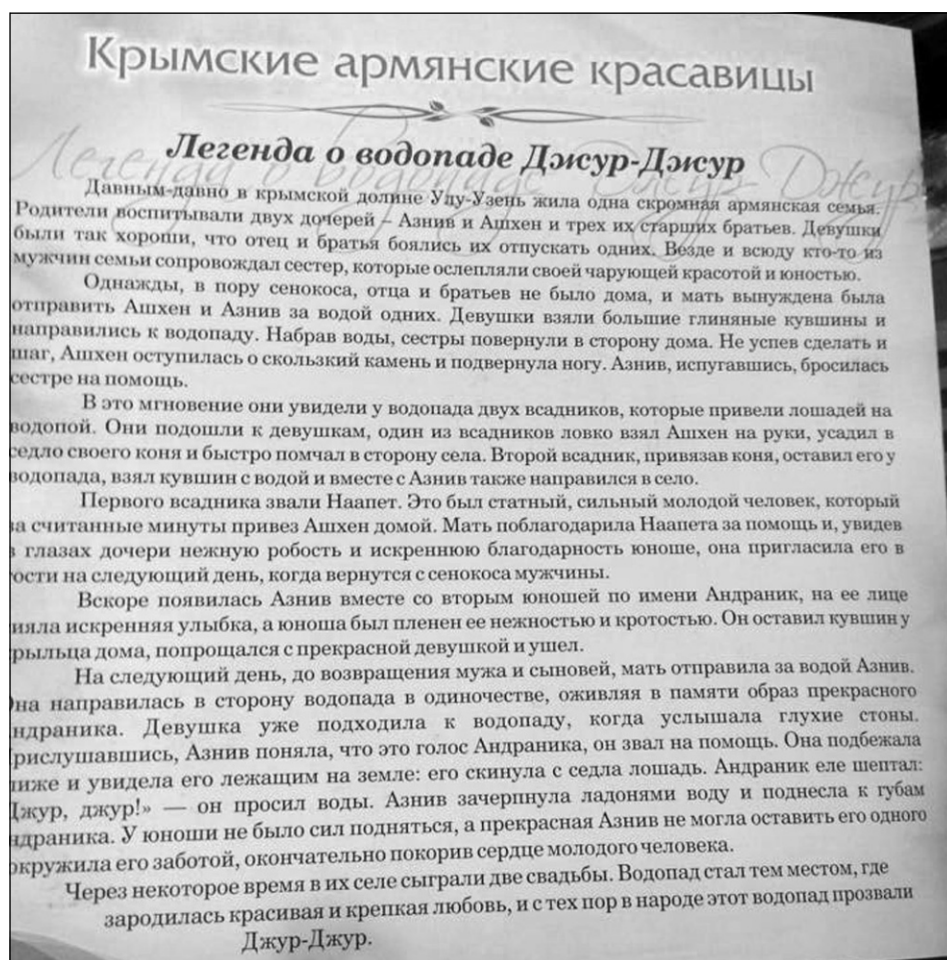 Крымские армянские красавицы
Легенда о водопаде Джур-Джур
Легенда о водопаде Джур-Джур
Давным-давно в крымской долине Улу-Узень жила одна скромная армянская семья.
Родители воспитывали двух дочерей – Азнив и Ашхен и трех их старших братьев. Девушки
были так хороши, что отец и братья боялись их отпускать одних. Везде и всюду кто-то из
мужчин семьи сопровождал сестер, которые ослепляли своей чарующей красотой и юностью.
Однажды, в пору сенокоса, отца и братьев не было дома, и мать вынуждена была
отправить Ашхен и Азнив за водой одних. Девушки взяли большие глиняные кувшины и
направились к водопаду. Набрав воды, сестры повернули в сторону дома. Не успев сделать и
шаг, Ашхен оступилась о скользкий камень и подвернула ногу. Азнив, испугавшись, бросилась
сестре на помощь.
В это мгновение они увидели у водопада двух всадников, которые привели лошадей на
водопой. Они подошли к девушкам, один из всадников ловко взял Ашхен на руки, усадил в
седло своего коня и быстро помчал в сторону села. Второй всадник, привязав коня, оставил его у
водопада, взял кувшин с водой и вместе с Азнив также направился в село.
Первого всадника звали Наапет. Это был статный, сильный молодой человек, который
за считанные минуты привез Ашхен домой. Мать поблагодарила Наапета за помощь и, увидев
в глазах дочери нежную робость и искреннюю благодарность юноше, она пригласила его в
ости на следующий день, когда вернутся с сенокоса мужчины.
Вскоре появилась Азнив вместе со вторым юношей по имени Андраник, на ее лице
ияла искренняя улыбка, а юноша был пленен ее нежностью и кротостью. Он оставил кувшин у
рыльца дома, попрощался с прекрасной девушкой и ушел.
На следующий день, до возвращения мужа и сыновей, мать отправила за водой Азнив.
Она направилась в сторону водопада в одиночестве, оживляя в памяти образ прекрасного
ндраника. Девушка уже подходила к водопаду, когда услышала глухие стоны.
рислушавшись, Азнив поняла, что это голос Андраника, он звал на помощь. Она подбежала
иже и увидела его лежащим на земле: его скинула с седла лошадь. Андраник еле шептал:
Джур, джур!» — он просил воды. Азнив зачерпнула ладонями воду и поднесла к губам
ндраника. У юноши не было сил подняться, а прекрасная Азнив не могла оставить его одного
окружила его заботой, окончательно покорив сердце молодого человека.
Через некоторое время в их селе сыграли две свадьбы. Водопад стал тем местом, где
зародилась красивая и крепкая любовь, и с тех пор в народе этот водопад прозвали
Джур-Джур.